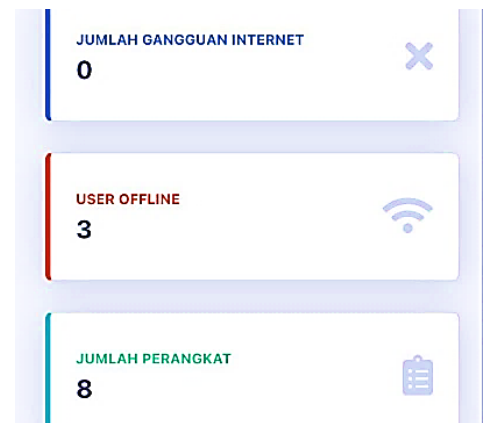 JUMLAH GANGGUAN INTERNET
0
USER OFFLINE
3
JUMLAH PERANGKAT
8